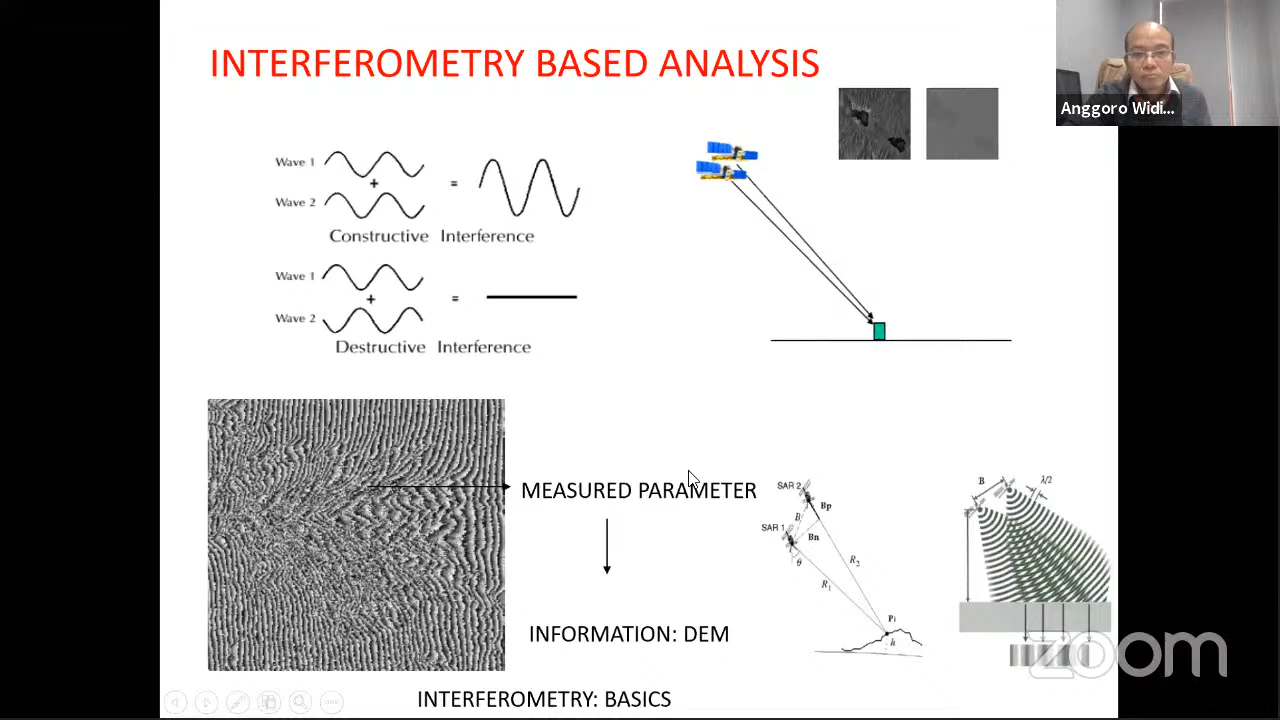 INTERFEROMETRY BASED ANALYSIS
Anggoro Widi...
Wave 1
+
=
Wave 2
Constructive Interference
Wave 1
+
=
Wave 2
Destructive Interference
MEASURED PARAMETER
INFORMATION: DEM
SAR 2
Bp
B
SAR 1
Bn
θ
R2
R1
Pi
h
B
λ/2
zoom
INTERFEROMETRY: BASICS